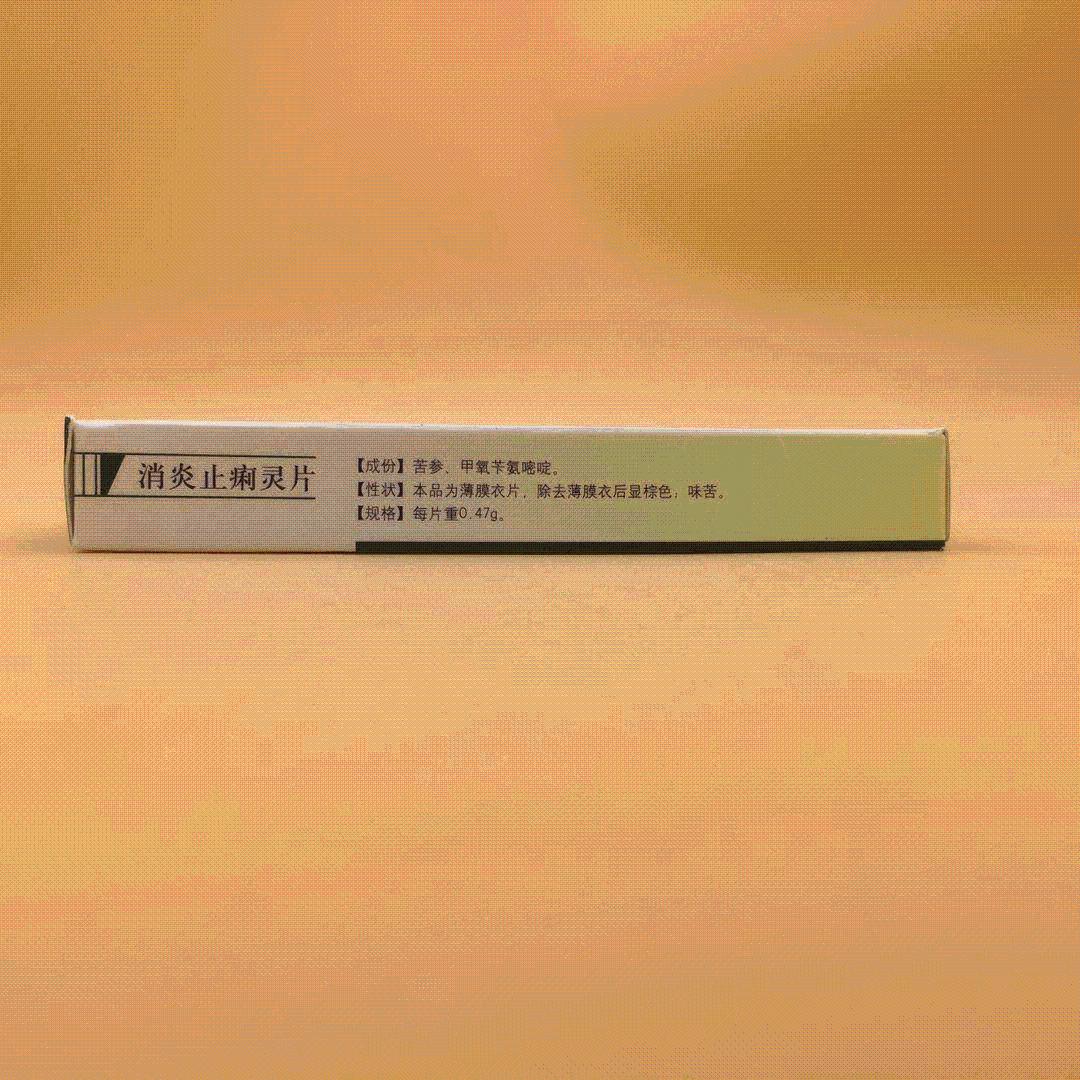 消炎止痢灵片
【成份】苦参、甲氧苄氨嘧啶。
【性状】本品为薄膜衣片，除去薄膜衣后显棕色；味苦。
【规格】每片重0.47g。